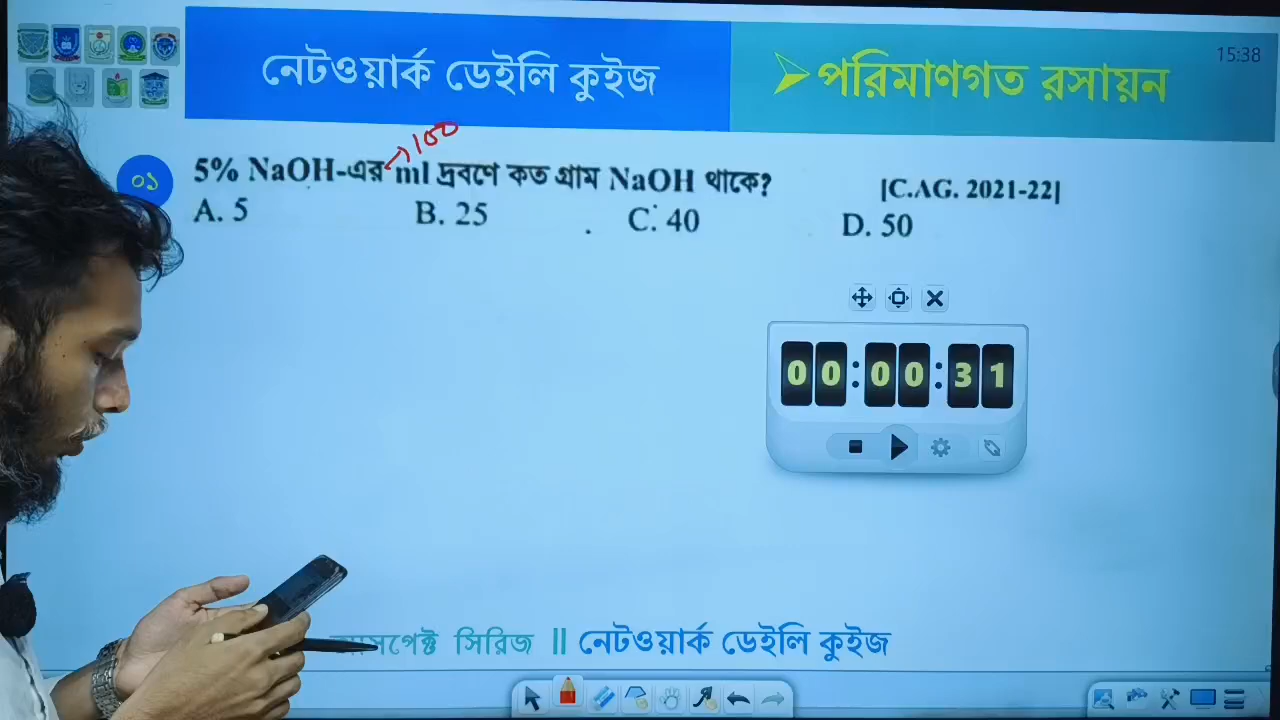 নেটওয়ার্ক ডেইলি কুইজ
পরিমাণগত রসায়ন
15:38
100
০১
5% NaOH-এর ml দ্রবণে কত গ্রাম NaOH থাকে? [C.AG. 2021-22]
A. 5 B. 25 C. 40 D. 50
00:00:31
সিরিজ || নেটওয়ার্ক ডেইলি কুইজ